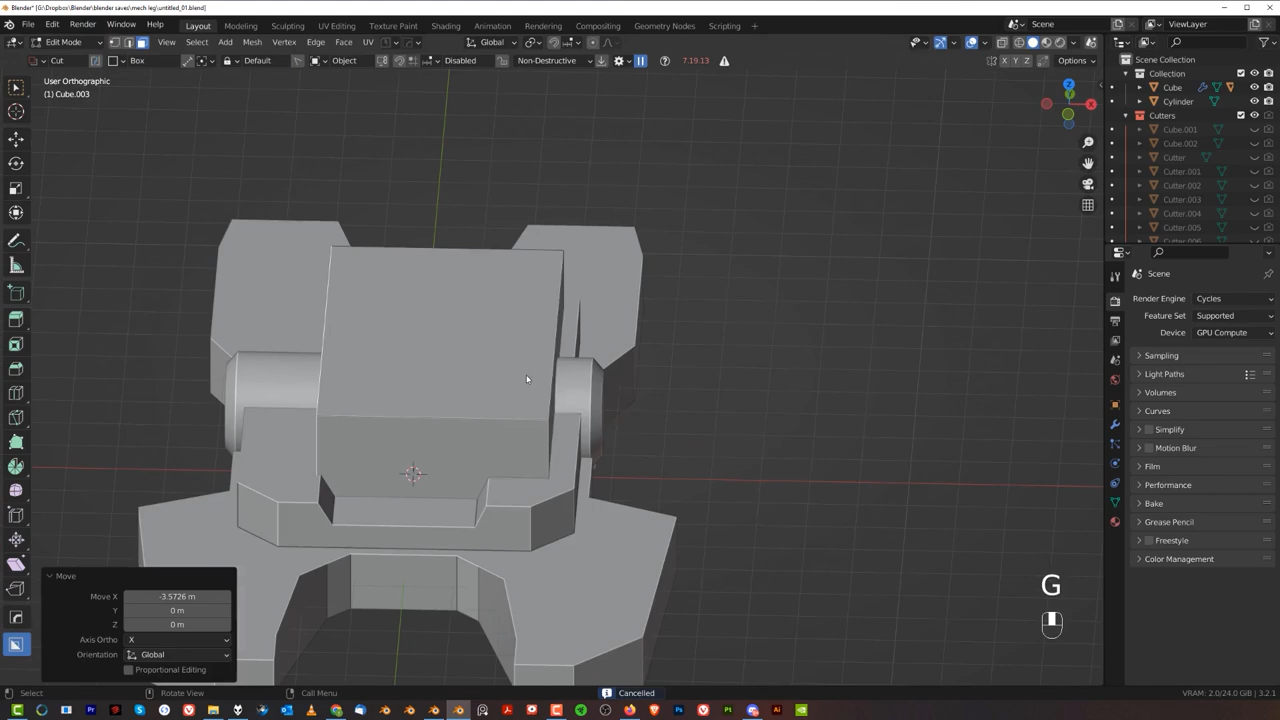 Blender* [G:\Dropbox\Blender\blender saves\mech leg\untitled_01.blend]
File Edit Render Window Help Layout Modeling Sculpting UV Editing Texture Paint Shading Animation Rendering Compositing Geometry Nodes Scripting + Scene ViewLayer
Edit Mode View Select Add Mesh Vertex Edge Face UV Global
Cut Box Default Object Disabled Non-Destructive 7.19.13 X Y Z Options
User Orthographic
(1) Cube.003
Z
Y
X
Scene Collection
Collection
Cube
Cylinder
Cutters
Cube.001
Cube.002
Cutter
Cutter.001
Cutter.002
Cutter.003
Cutter.004
Cutter.005
Cutter.006
Scene
Render Engine Cycles
Feature Set Supported
Device GPU Compute
Sampling
Light Paths
Volumes
Curves
Simplify
Motion Blur
Film
Performance
Bake
Grease Pencil
Freestyle
Color Management
Move
Move X -3.5726 m
Y 0 m
Z 0 m
Axis Ortho X
Orientation Global
Proportional Editing
G
Select Rotate View Call Menu Cancelled VRAM: 2.0/24.0 GiB | 3.2.1